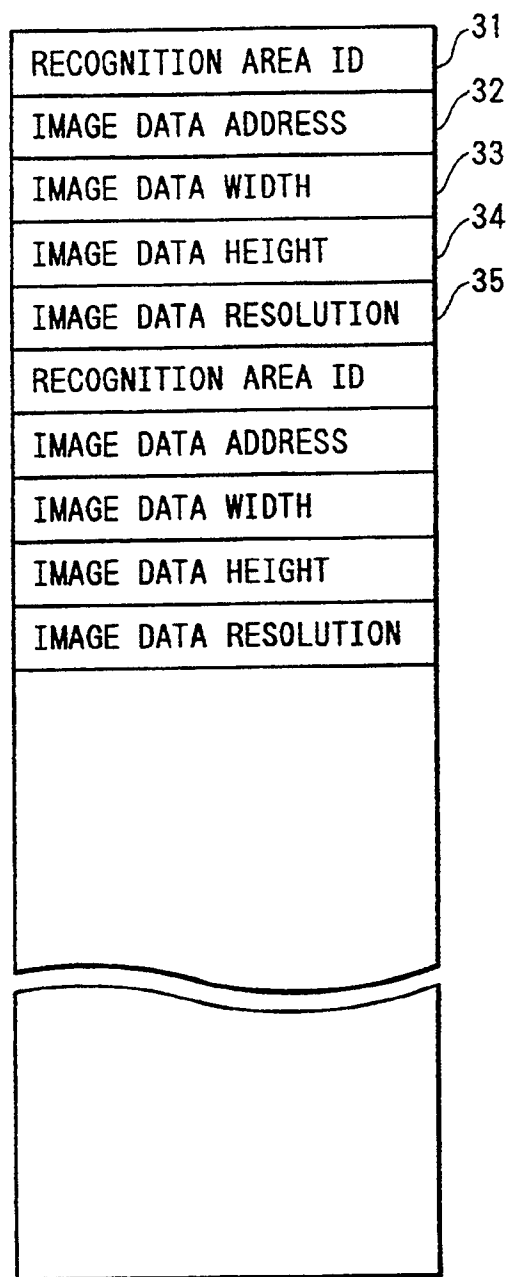 RECOGNITION AREA ID 31
IMAGE DATA ADDRESS 32
IMAGE DATA WIDTH 33
IMAGE DATA HEIGHT 34
IMAGE DATA RESOLUTION 35
RECOGNITION AREA ID
IMAGE DATA ADDRESS
IMAGE DATA WIDTH
IMAGE DATA HEIGHT
IMAGE DATA RESOLUTION